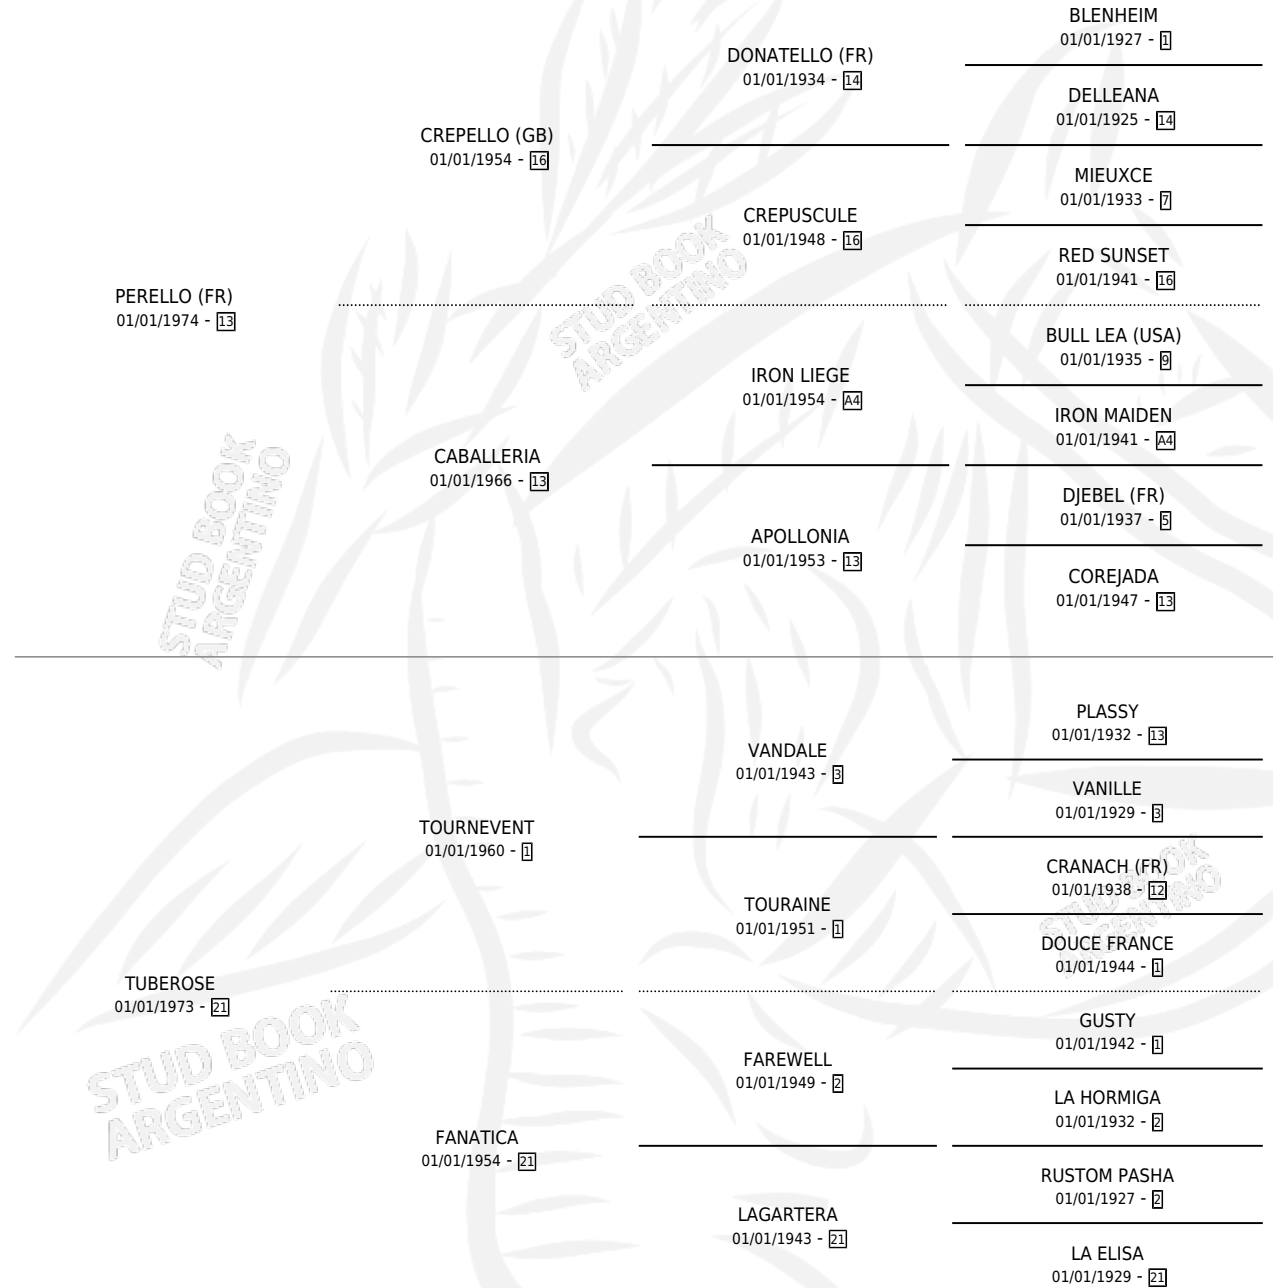 BLENHEIM
01/01/1927 - 1
DONATELLO (FR)
01/01/1934 - 14
DELLEANA
01/01/1925 - 14
CREPELLO (GB)
01/01/1954 - 16
MIEUXCE
01/01/1933 - 7
CREPUSCULE
01/01/1948 - 16
RED SUNSET
01/01/1941 - 16
PERELLO (FR)
01/01/1974 - 13
STUD BOOK
ARGENTINO
BULL LEA (USA)
01/01/1935 - 9
IRON LIEGE
01/01/1954 - A4
IRON MAIDEN
01/01/1941 - A4
CABALLERIA
01/01/1966 - 13
DJEBEL (FR)
01/01/1937 - 5
APOLLONIA
01/01/1953 - 13
COREJADA
01/01/1947 - 13
STUD BOOK
ARGENTINO
PLASSY
01/01/1932 - 13
VANDALE
01/01/1943 - 3
VANILLE
01/01/1929 - 3
TOURNEVENT
01/01/1960 - 1
CRANACH (FR)
01/01/1938 - 12
TOURAINE
01/01/1951 - 1
DOUCE FRANCE
01/01/1944 - 1
STUD BOOK
ARGENTINO
TUBEROSE
01/01/1973 - 21
GUSTY
01/01/1942 - 1
FAREWELL
01/01/1949 - 2
LA HORMIGA
01/01/1932 - 2
STUD BOOK
ARGENTINO
FANATICA
01/01/1954 - 21
RUSTOM PASHA
01/01/1927 - 2
LAGARTERA
01/01/1943 - 21
LA ELISA
01/01/1929 - 21